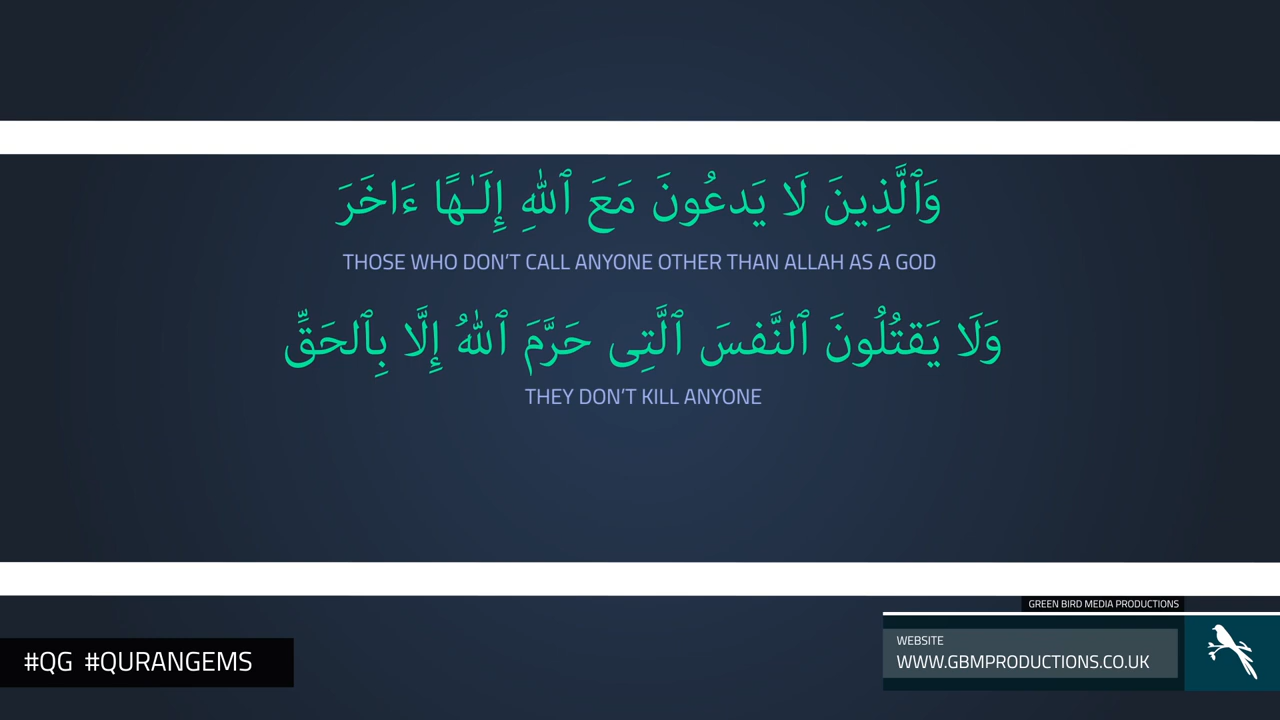 وَٱلَّذِينَ لَا يَدعُونَ مَعَ ٱللَّهِ إِلَـٰهًا ءَاخَرَ
THOSE WHO DON'T CALL ANYONE OTHER THAN ALLAH AS A GOD
وَلَا يَقتُلُونَ ٱلنَّفسَ ٱلَّتِى حَرَّمَ ٱللَّهُ إِلَّا بِٱلحَقِّ
THEY DON'T KILL ANYONE
GREEN BIRD MEDIA PRODUCTIONS
WEBSITE
WWW.GBMPRODUCTIONS.CO.UK
#QG #QURANGEMS